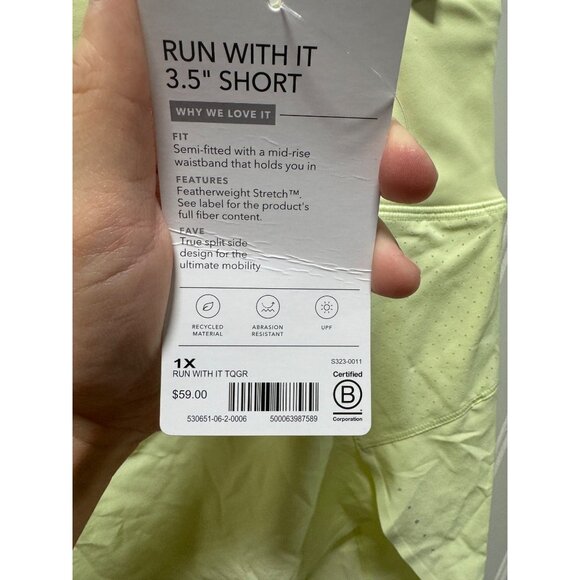 RUN WITH IT
3.5" SHORT
WHY WE LOVE IT
FIT
Semi-fitted with a mid-rise
waistband that holds you in
FEATURES
Featherweight Stretch™.
See label for the product's
full fiber content.
FAVE
True split side
design for the
ultimate mobility
RECYCLED
MATERIAL
ABRASION
RESISTANT
UPF
1X
S323-0011
RUN WITH IT TQGR
$59.00
530651-06-2-0006 500063987589
Certified
B
Corporation